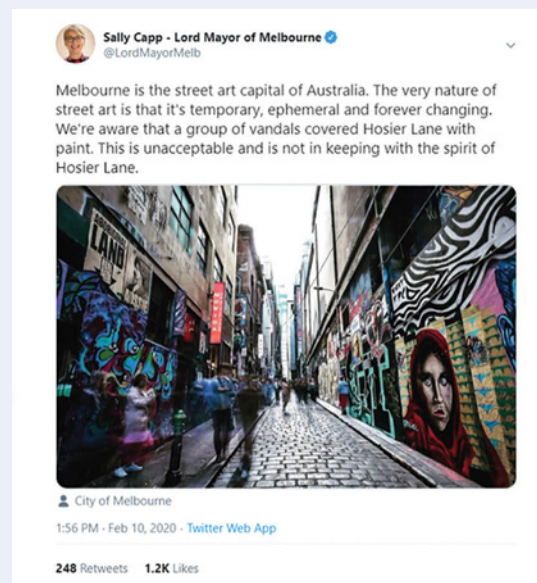 Sally Capp - Lord Mayor of Melbourne
@LordMayorMelb
Melbourne is the street art capital of Australia. The very nature of
street art is that it's temporary, ephemeral and forever changing.
We're aware that a group of vandals covered Hosier Lane with
paint. This is unacceptable and is not in keeping with the spirit of
Hosier Lane.
LAND
City of Melbourne
1:56 PM · Feb 10, 2020 · Twitter Web App
248 Retweets 1.2K Likes